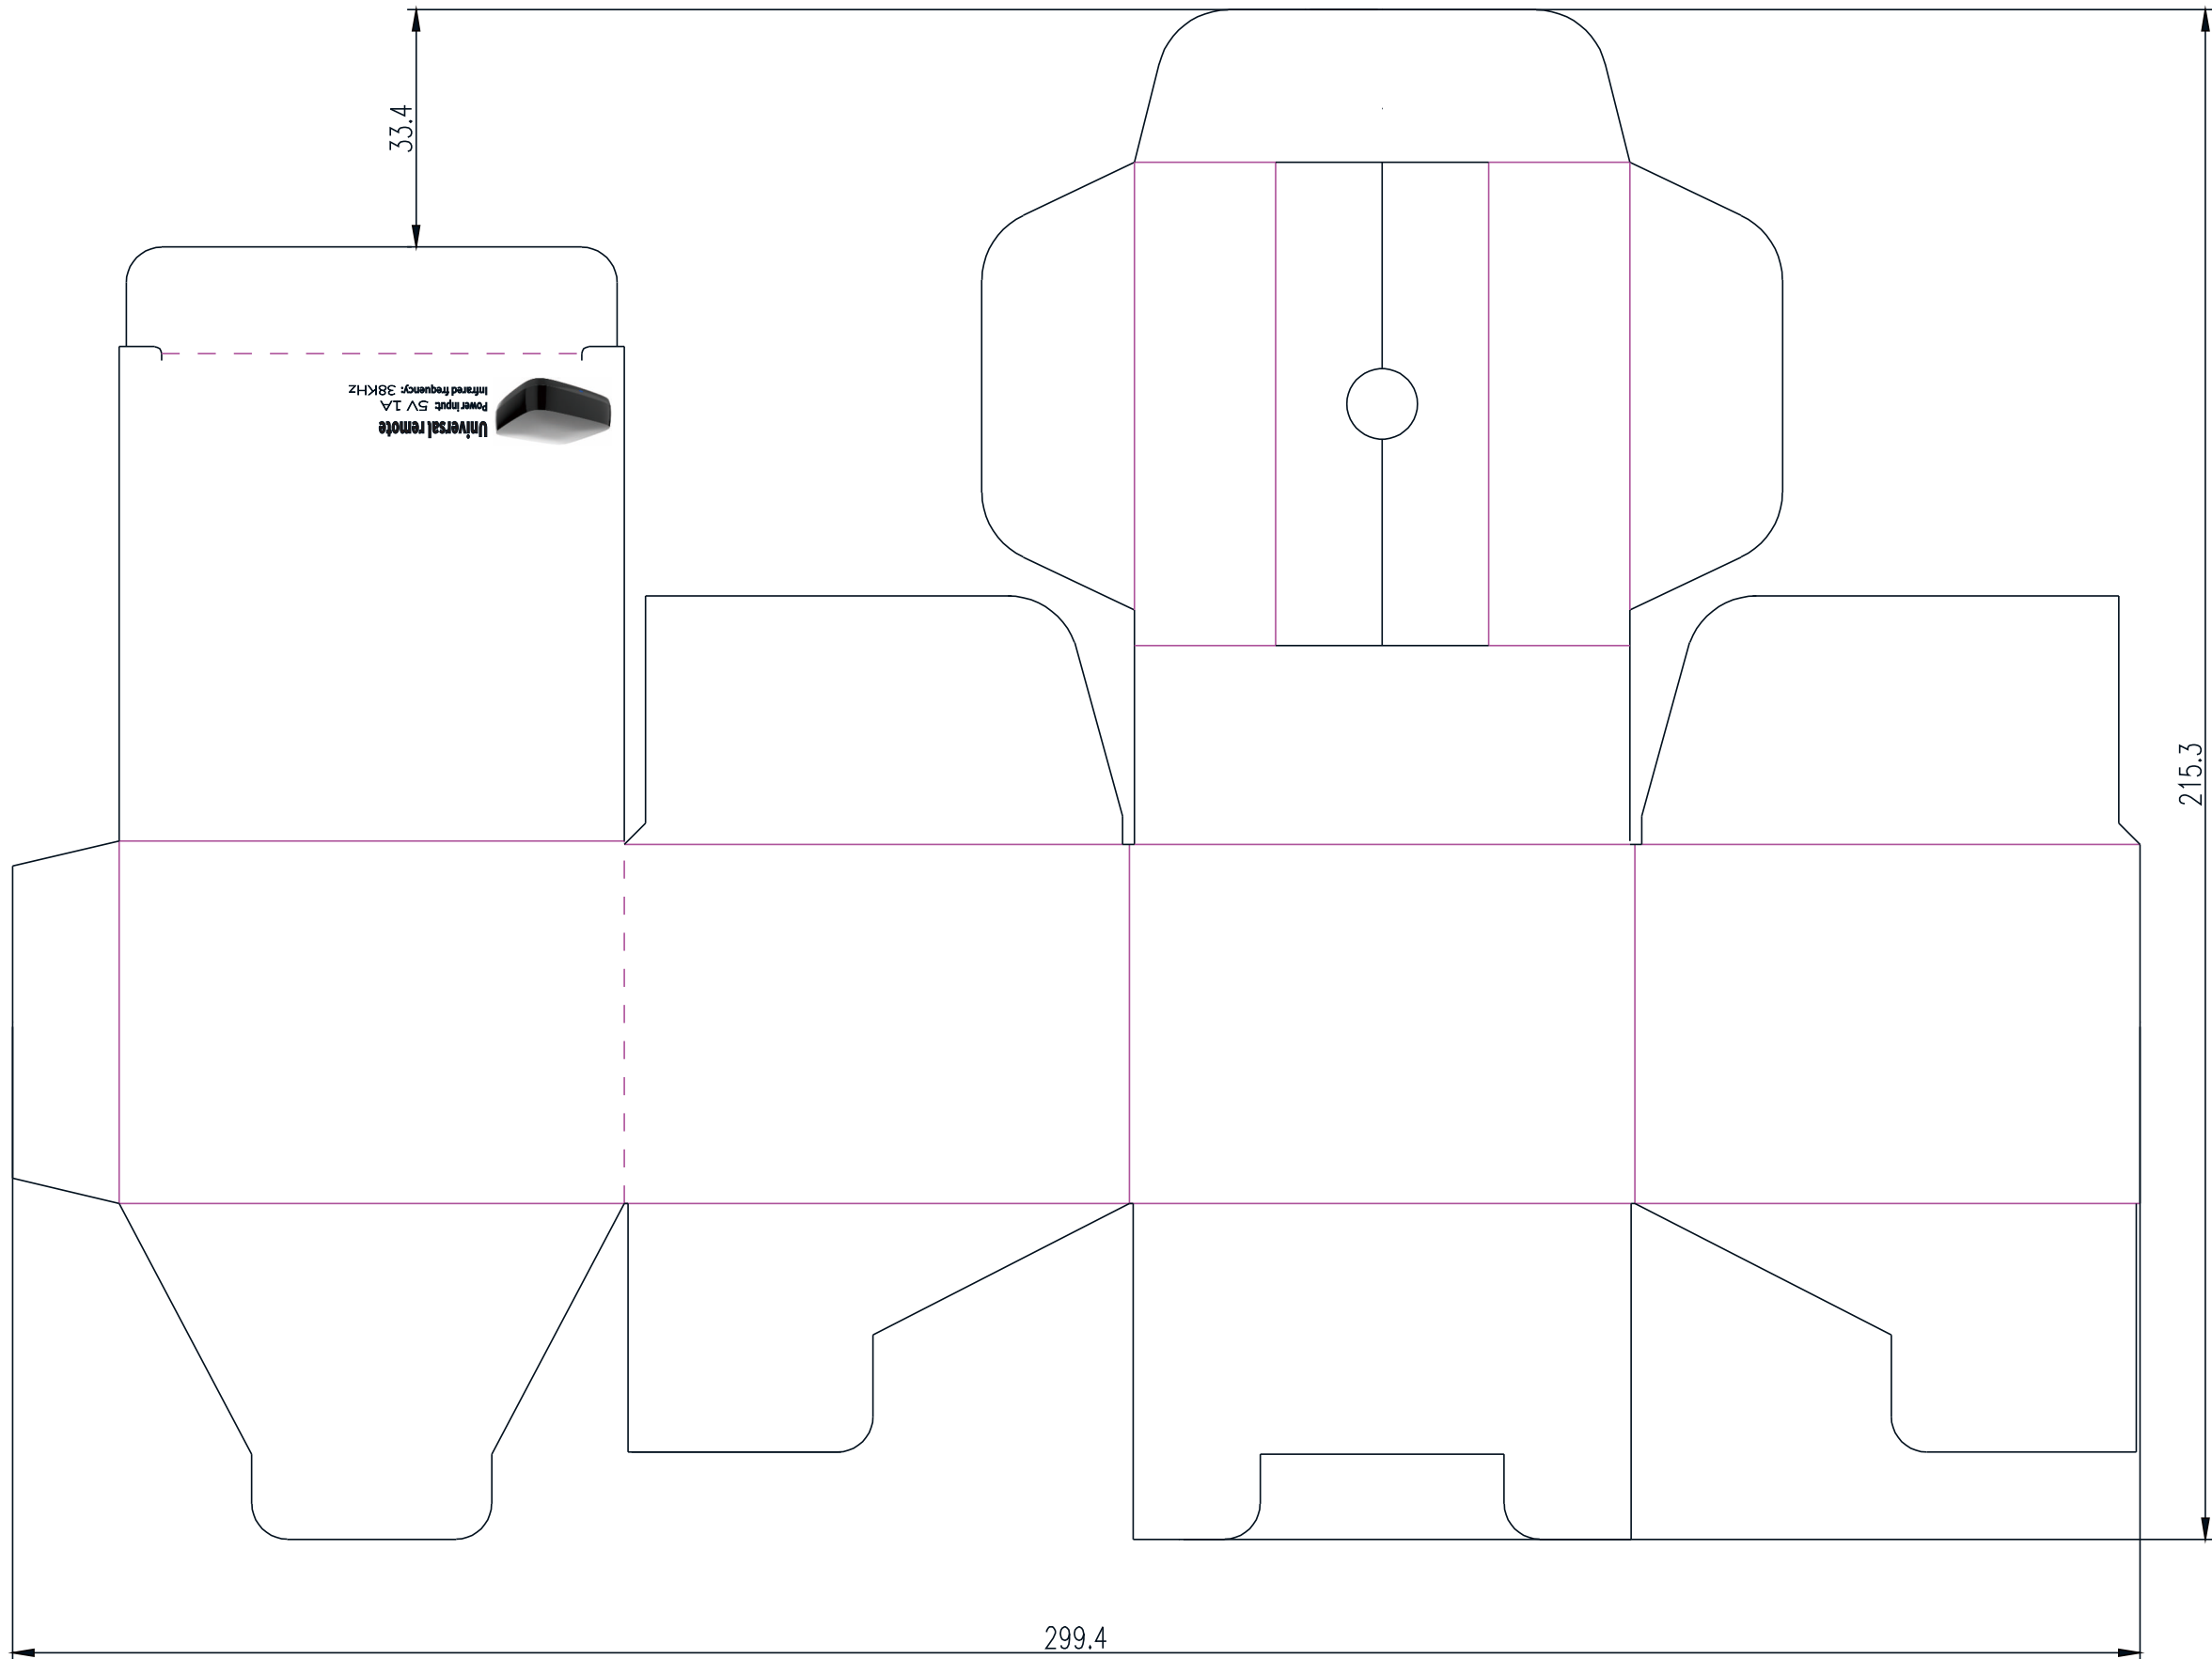 33.4
Universal remote
Power input: 5V 1A
Infrared frequency: 38KHz
215.3
299.4